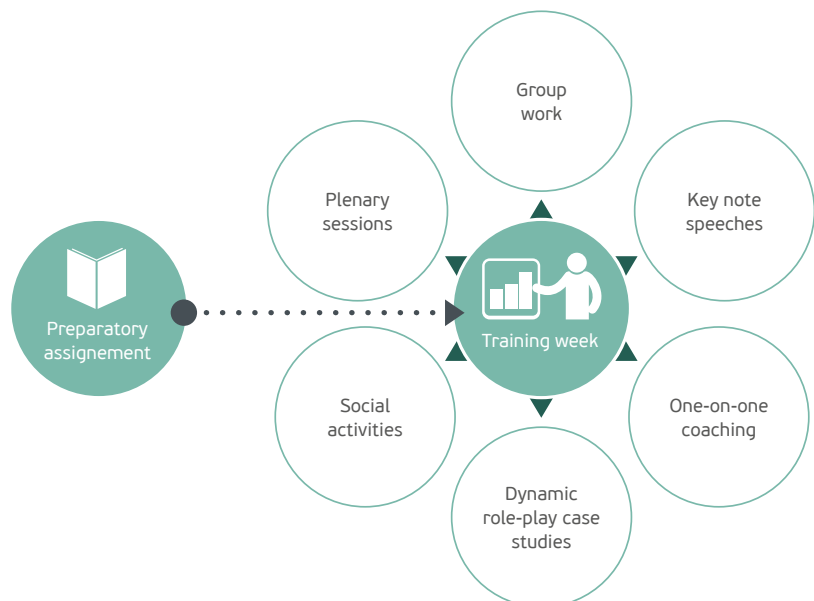 Group
work
Plenary
sessions
Key note
speeches
Preparatory
assignement
Training week
Social
activities
One-on-one
coaching
Dynamic
role-play case
studies